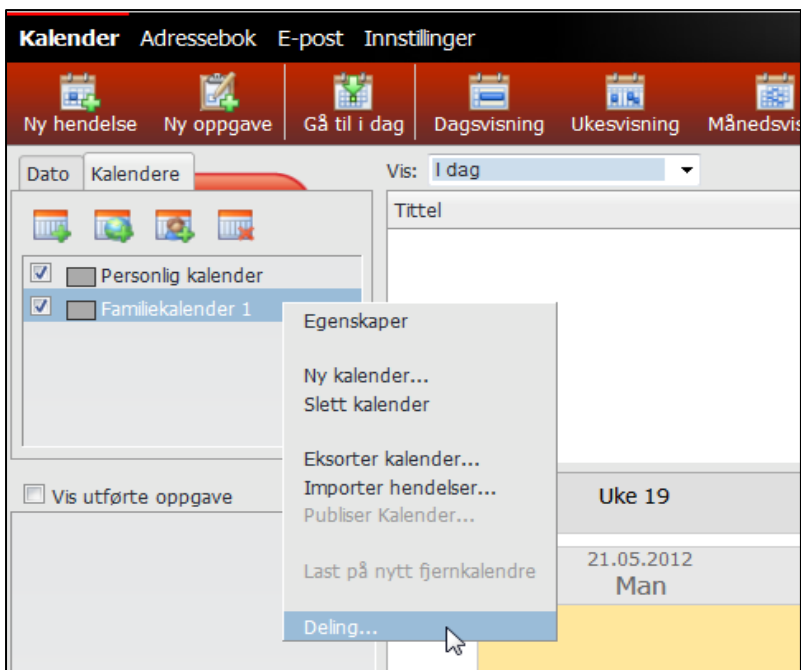 Kalender Adressebok E-post Innstillinger
Ny hendelse Ny oppgave Gå til i dag Dagsvisning Ukesvisning
Dato Kalendere Vis: I dag
Tittel
Personlig kalender
Familiekalender 1
Egenskaper
Ny kalender...
Slett kalender
Eksorter kalender...
Importer hendelser...
Publiser Kalender...
Last på nytt fjernkalendre
Deling...
Vis utførte oppgave
Uke 19
21.05.2012
Man